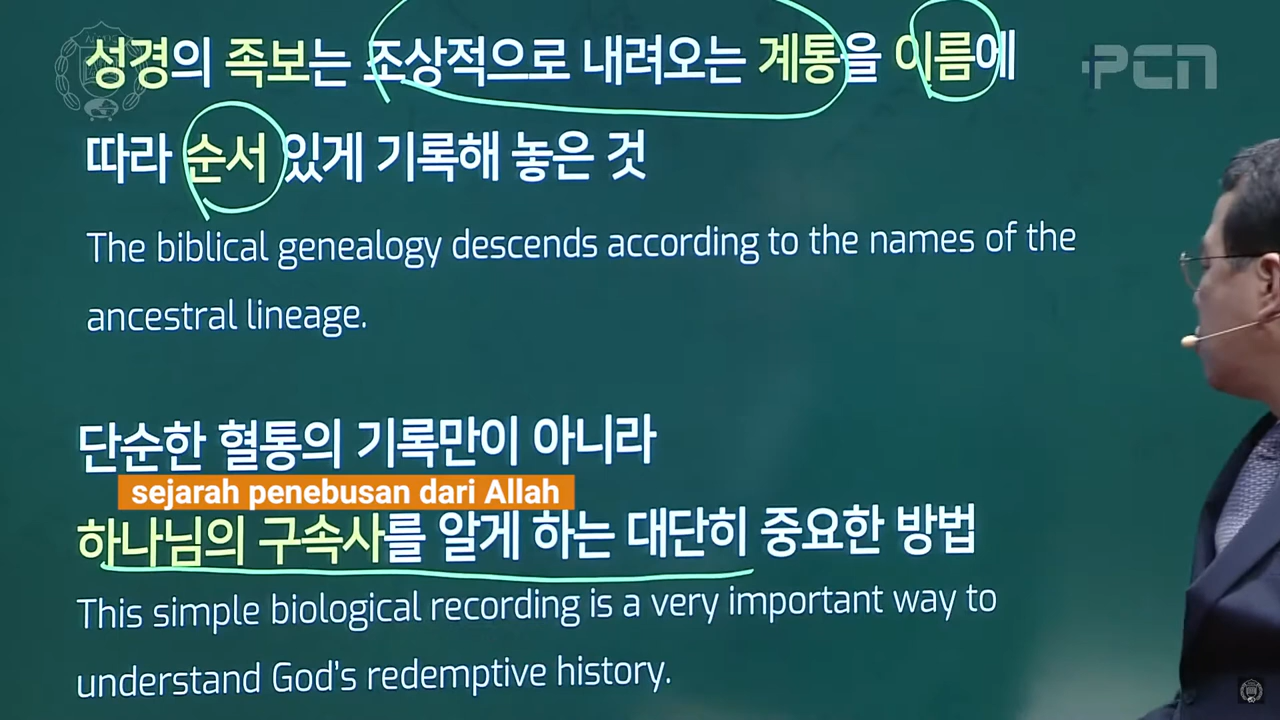 성경의 족보는 조상적으로 내려오는 계통을 이름에
PCN
따라 순서 있게 기록해 놓은 것
The biblical genealogy descends according to the names of the
ancestral lineage.
단순한 혈통의 기록만이 아니라
sejarah penebusan dari Allah
하나님의 구속사를 알게 하는 대단히 중요한 방법
This simple biological recording is a very important way to
understand God's redemptive history.